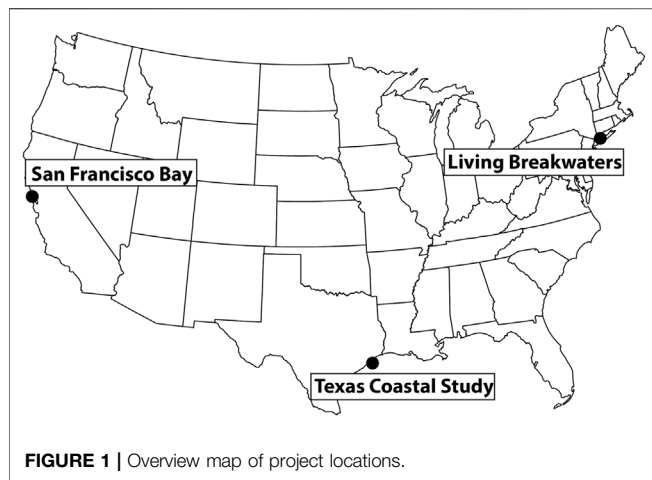 San Francisco Bay
Living Breakwaters
Texas Coastal Study
FIGURE 1 | Overview map of project locations.